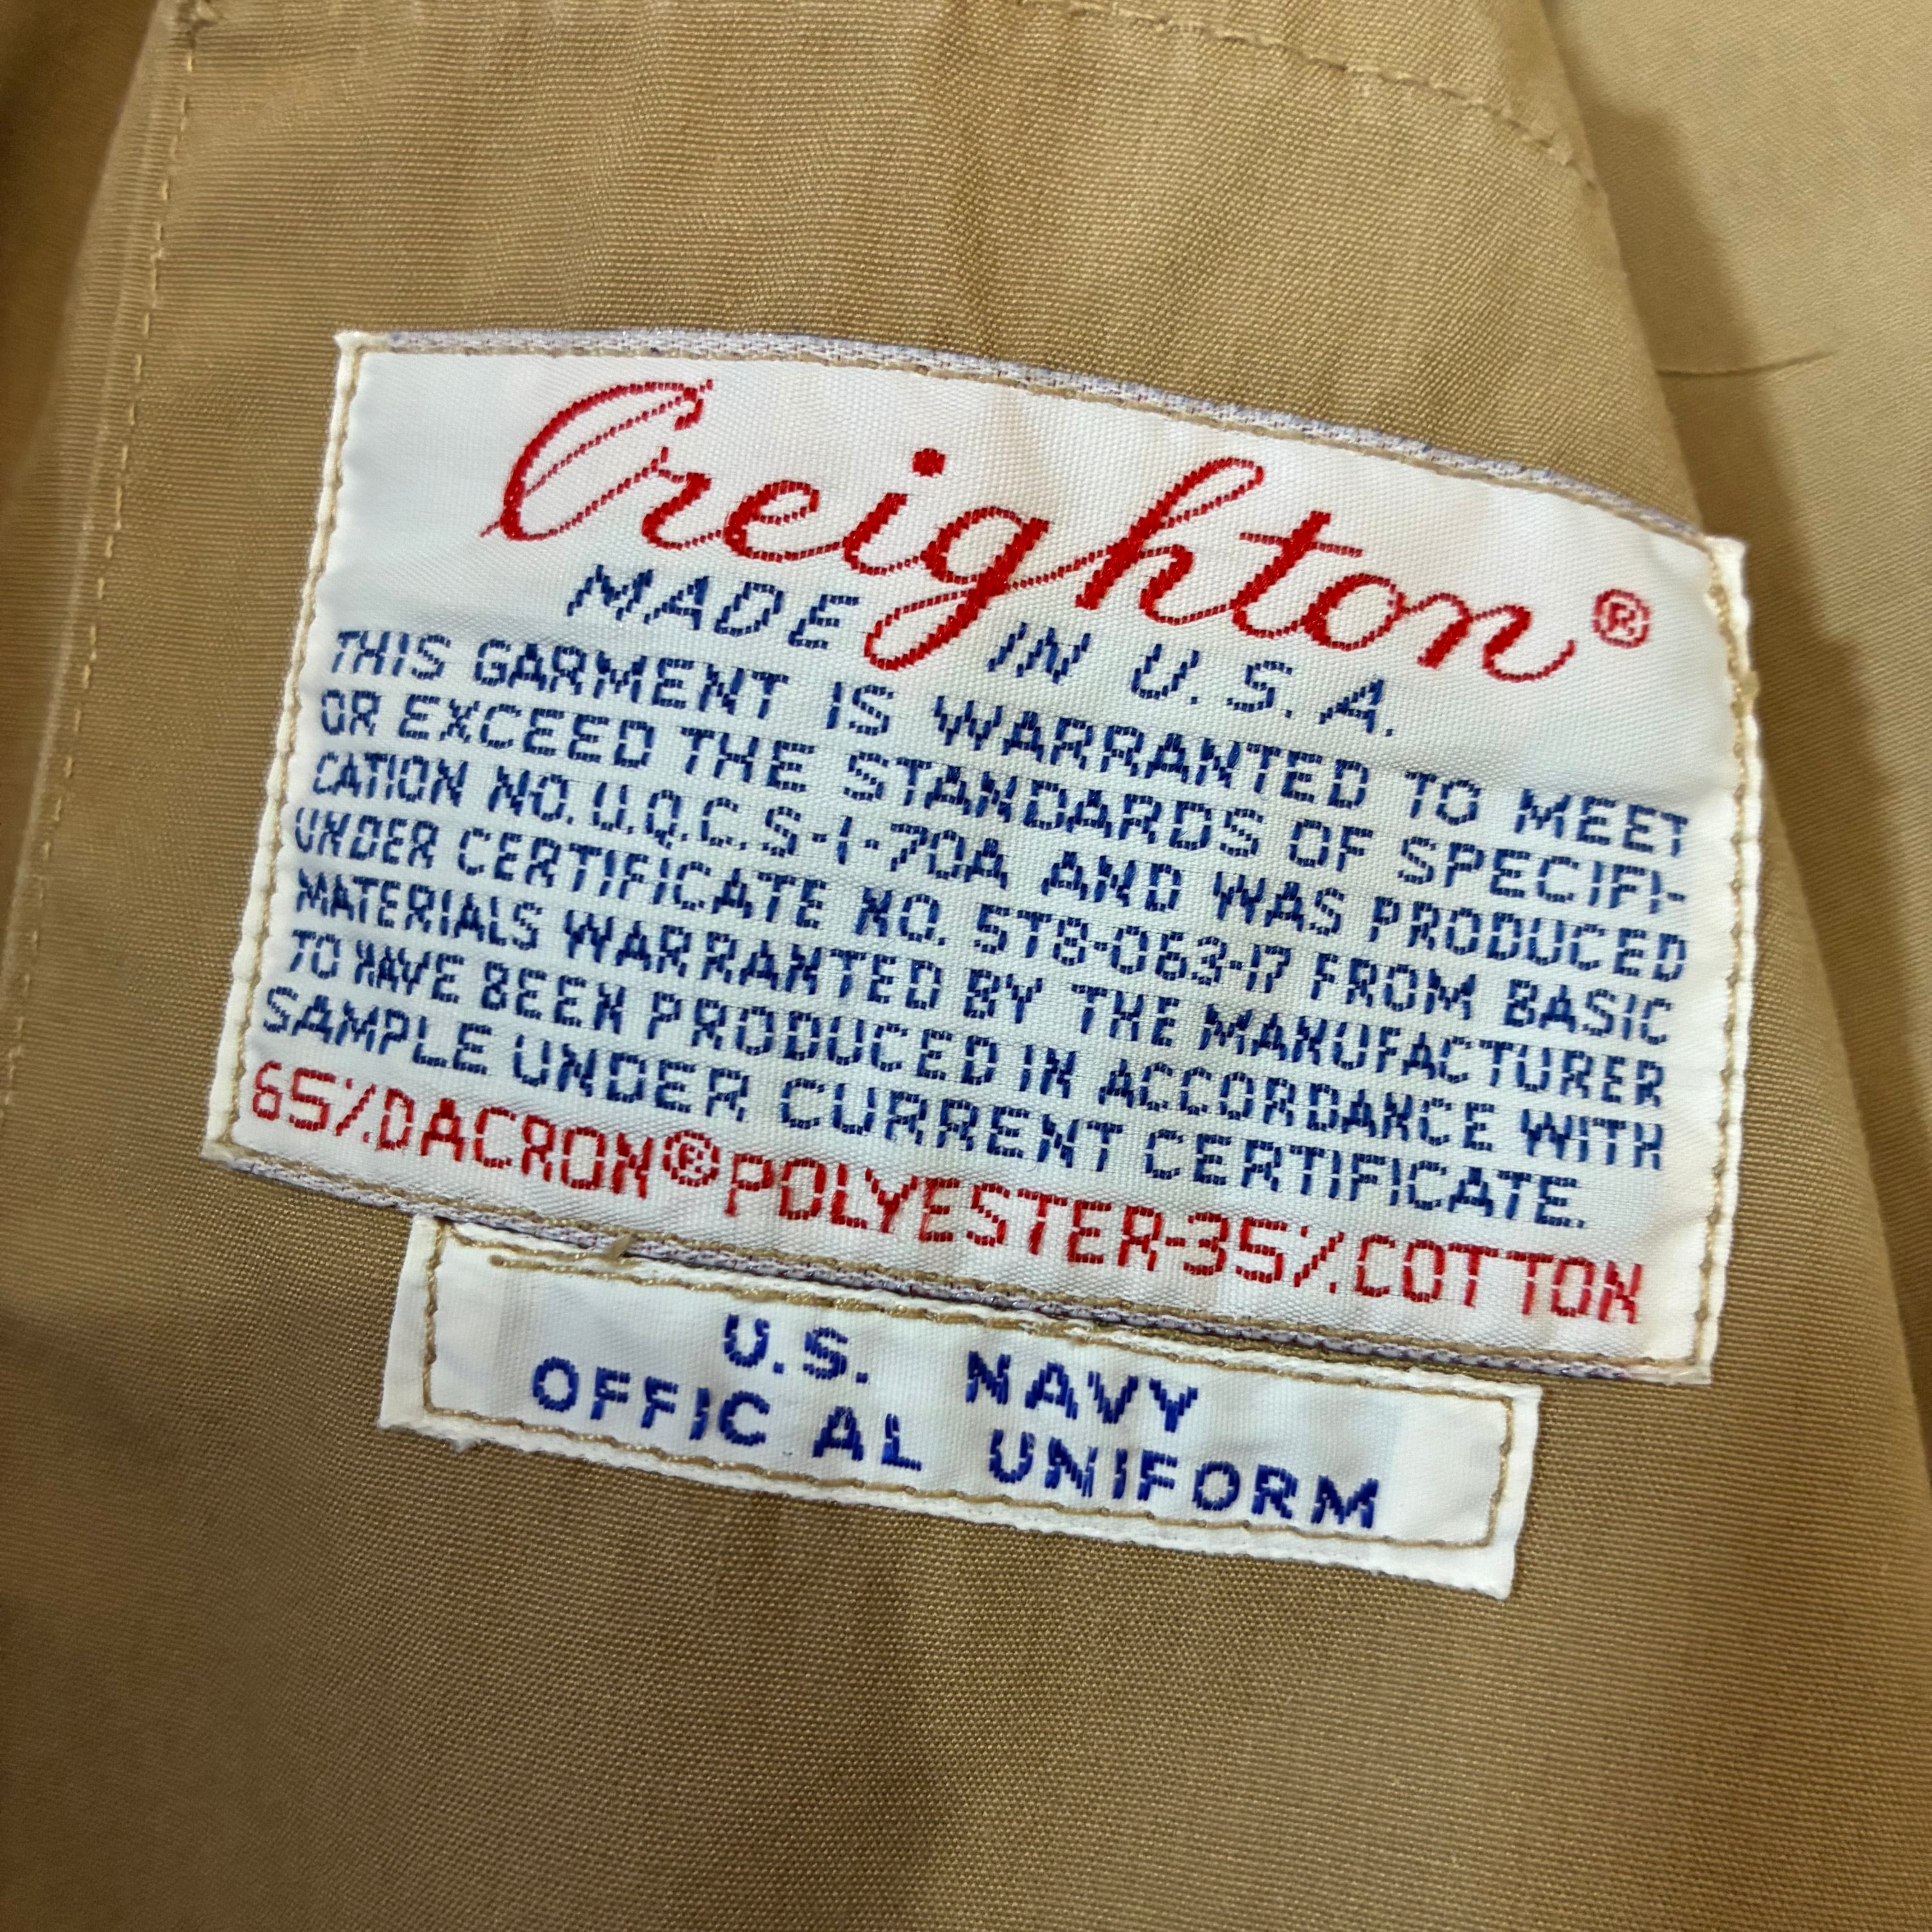 Creighton®
MADE IN U.S.A.
THIS GARMENT IS WARRANTED TO MEET
OR EXCEED THE STANDARDS OF SPECIFI-
CATION NO. U.Q.C.S-1-70A AND WAS PRODUCED
UNDER CERTIFICATE NO. 5T8-063-17 FROM BASIC
MATERIALS WARRANTED BY THE MANUFACTURER
TO HAVE BEEN PRODUCED IN ACCORDANCE WITH
SAMPLE UNDER CURRENT CERTIFICATE.
65% DACRON® POLYESTER-35% COTTON
U.S. NAVY
OFFIC AL UNIFORM